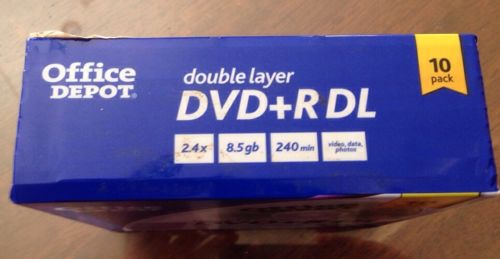 Office
DEPOT®
double layer
DVD+R DL
2.4x
8.5gb
240 min
video, data,
photos
10
pack